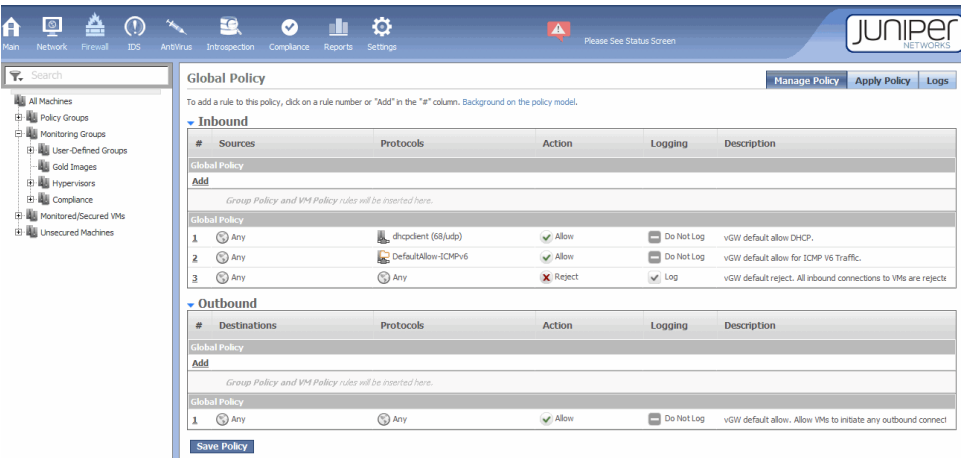 Main Network Firewall IDS AntiVirus Introspection Compliance Reports Settings
Please See Status Screen
JUNIPER
NETWORKS
Search
All Machines
Policy Groups
Monitoring Groups
User-Defined Groups
Gold Images
Hypervisors
Compliance
Monitored/Secured VMs
Unsecured Machines
Global Policy
Manage Policy Apply Policy Logs
To add a rule to this policy, click on a rule number or "Add" in the "#" column. Background on the policy model.
Inbound
# Sources Protocols Action Logging Description
Global Policy
Add
Group Policy and VM Policy rules will be inserted here.
Global Policy
1 Any dhcpclient (68/udp) Allow Do Not Log vGW default allow DHCP.
2 Any DefaultAllow-ICMPv6 Allow Do Not Log vGW default allow for ICMP V6 Traffic.
3 Any Any Reject Log vGW default reject. All inbound connections to VMs are rejecte
Outbound
# Destinations Protocols Action Logging Description
Global Policy
Add
Group Policy and VM Policy rules will be inserted here.
Global Policy
1 Any Any Allow Do Not Log vGW default allow. Allow VMs to initiate any outbound connect
Save Policy